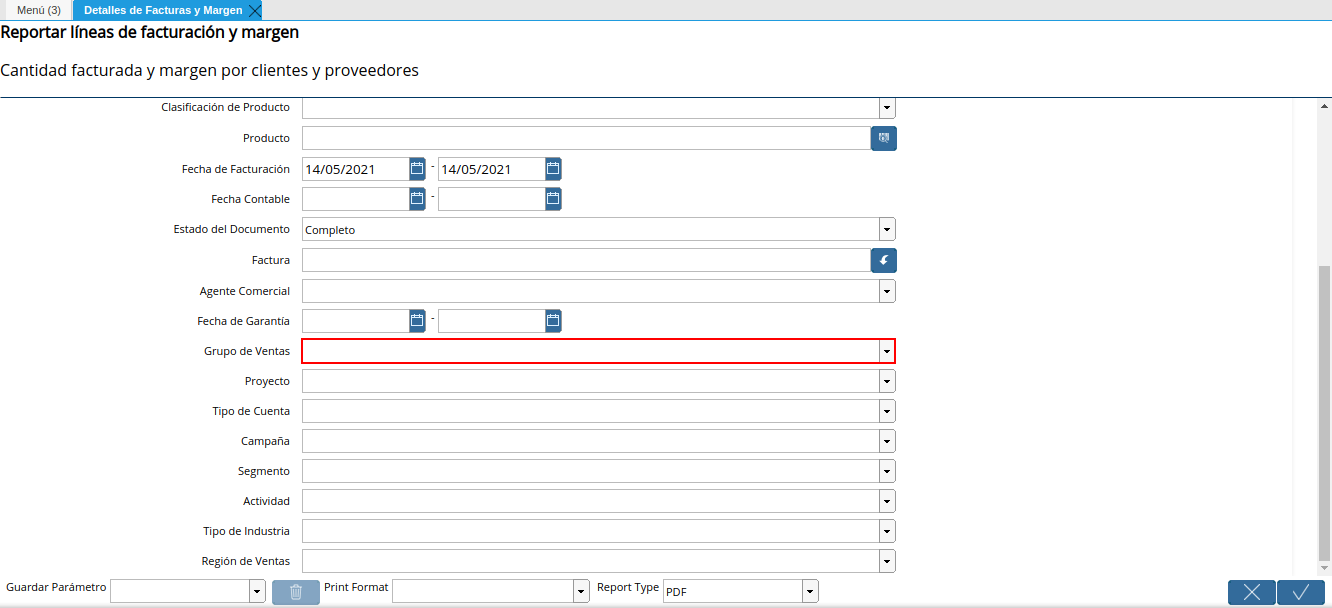 Menú (3) Detalles de Facturas y Margen
Reportar líneas de facturación y margen
Cantidad facturada y margen por clientes y proveedores
Clasificación de Producto
Producto
Fecha de Facturación 14/05/2021 - 14/05/2021
Fecha Contable -
Estado del Documento Completo
Factura
Agente Comercial
Fecha de Garantía -
Grupo de Ventas
Proyecto
Tipo de Cuenta
Campaña
Segmento
Actividad
Tipo de Industria
Región de Ventas
Guardar Parámetro Print Format Report Type PDF